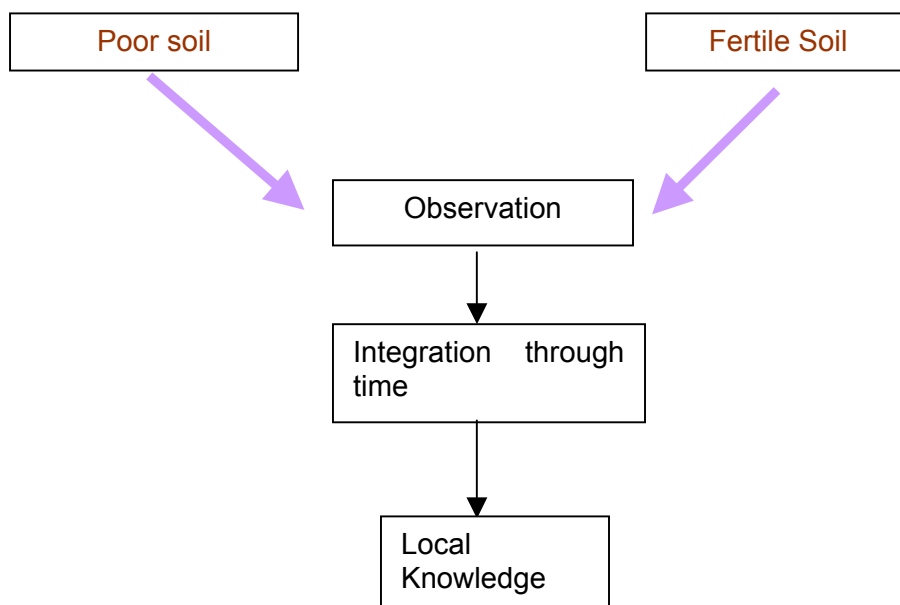 Poor soil
Fertile Soil
Observation
Integration through
time
Local
Knowledge